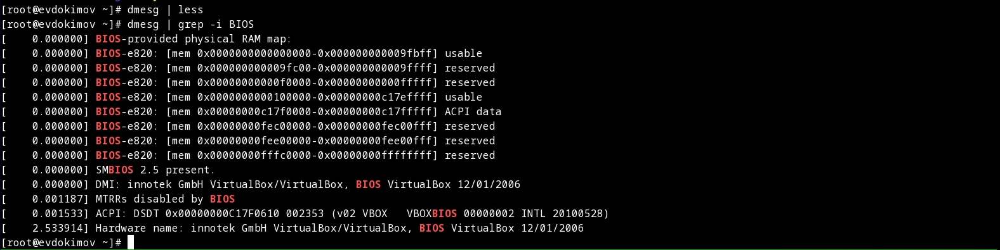 [root@evdokimov ~]# dmesg | less
[root@evdokimov ~]# dmesg | grep -i BIOS
[    0.000000] BIOS-provided physical RAM map:
[    0.000000] BIOS-e820: [mem 0x0000000000000000-0x000000000009fbff] usable
[    0.000000] BIOS-e820: [mem 0x000000000009fc00-0x000000000009ffff] reserved
[    0.000000] BIOS-e820: [mem 0x00000000000f0000-0x00000000000fffff] reserved
[    0.000000] BIOS-e820: [mem 0x0000000000100000-0x00000000c17effff] usable
[    0.000000] BIOS-e820: [mem 0x00000000c17f0000-0x00000000c17fffff] ACPI data
[    0.000000] BIOS-e820: [mem 0x00000000fec00000-0x00000000fec00fff] reserved
[    0.000000] BIOS-e820: [mem 0x00000000fee00000-0x00000000fee00fff] reserved
[    0.000000] BIOS-e820: [mem 0x00000000fffc0000-0x00000000ffffffff] reserved
[    0.000000] SMBIOS 2.5 present.
[    0.000000] DMI: innotek GmbH VirtualBox/VirtualBox, BIOS VirtualBox 12/01/2006
[    0.001187] MTRRs disabled by BIOS
[    0.001533] ACPI: DSDT 0x00000000C17F0610 002353 (v02 VBOX   VBOXBIOS 00000002 INTL 20100528)
[    2.533914] Hardware name: innotek GmbH VirtualBox/VirtualBox, BIOS VirtualBox 12/01/2006
[root@evdokimov ~]#